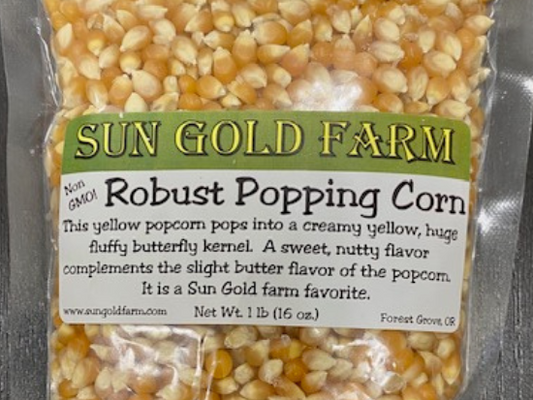 SUN GOLD FARM
Non GMO! Robust Popping Corn
This yellow popcorn pops into a creamy yellow, huge
fluffy butterfly kernel. A sweet, nutty flavor
complements the slight butter flavor of the popcorn.
It is a Sun Gold farm favorite.
www.sungoldfarm.com Net Wt. 1 lb (16 oz.) Forest Grove, OR